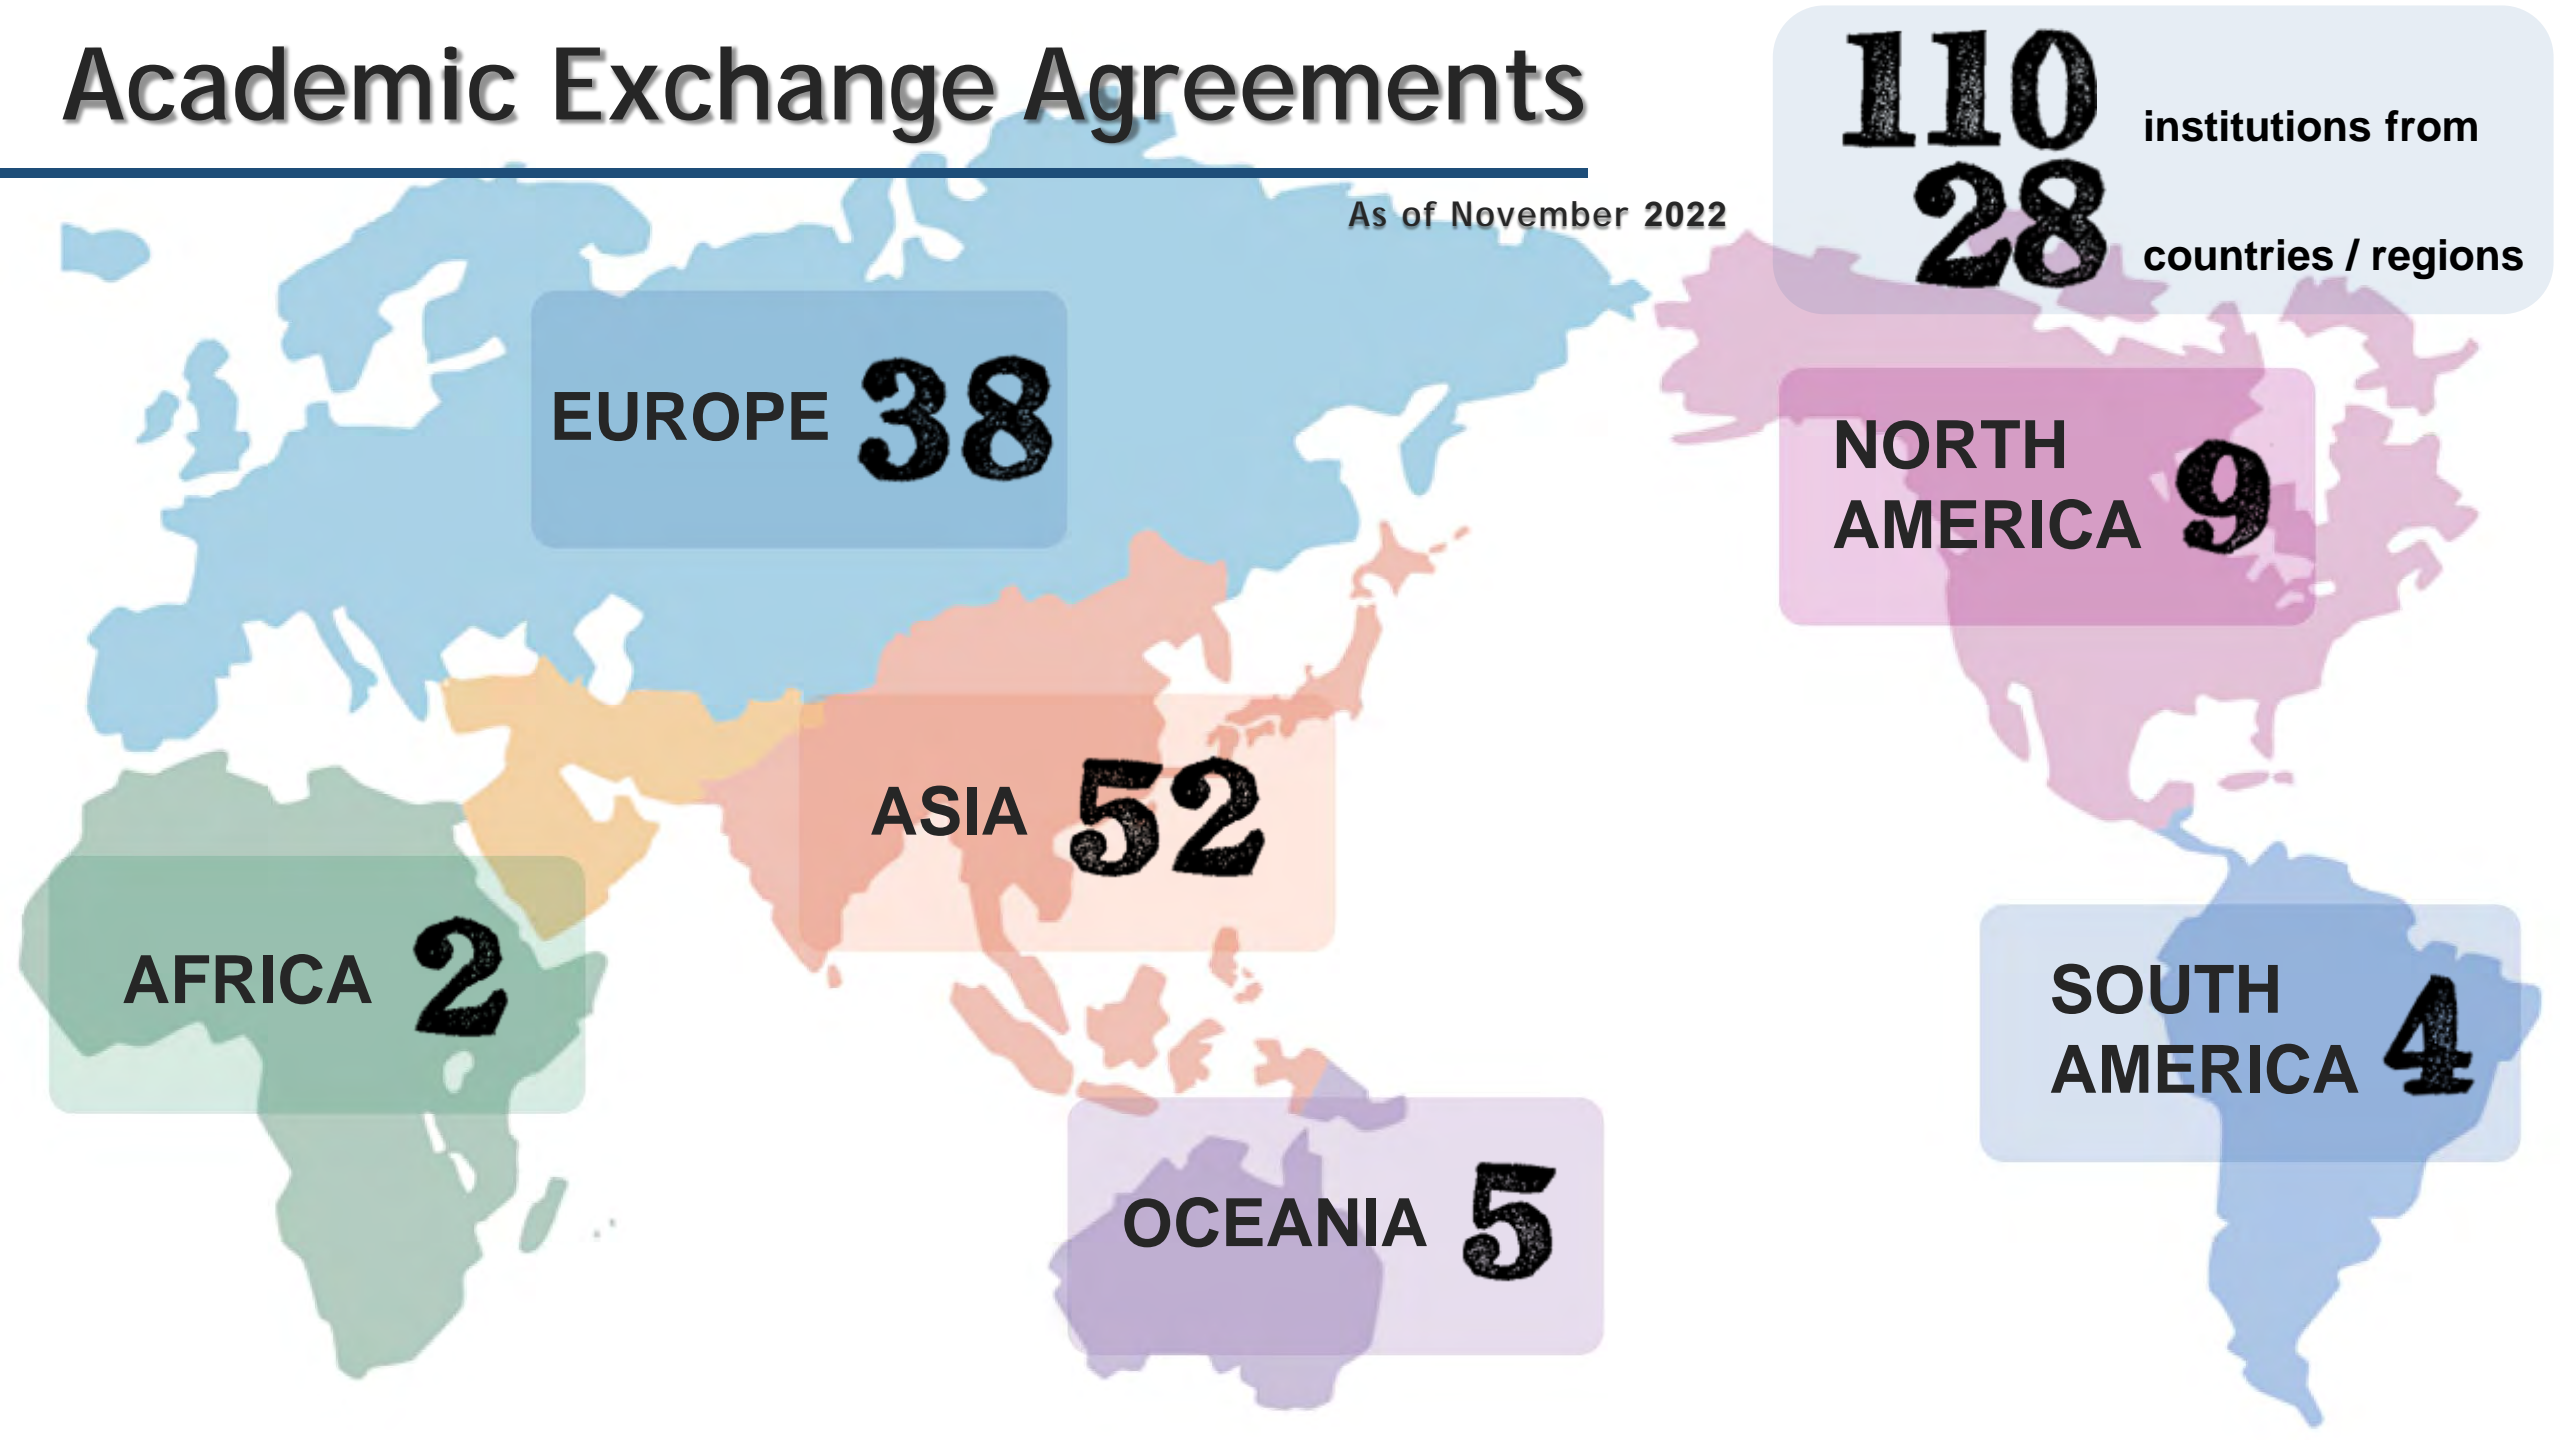 Academic Exchange Agreements
110 institutions from
28 countries / regions
As of November 2022
EUROPE 38
NORTH
AMERICA 9
ASIA 52
AFRICA 2
SOUTH
AMERICA 4
OCEANIA 5